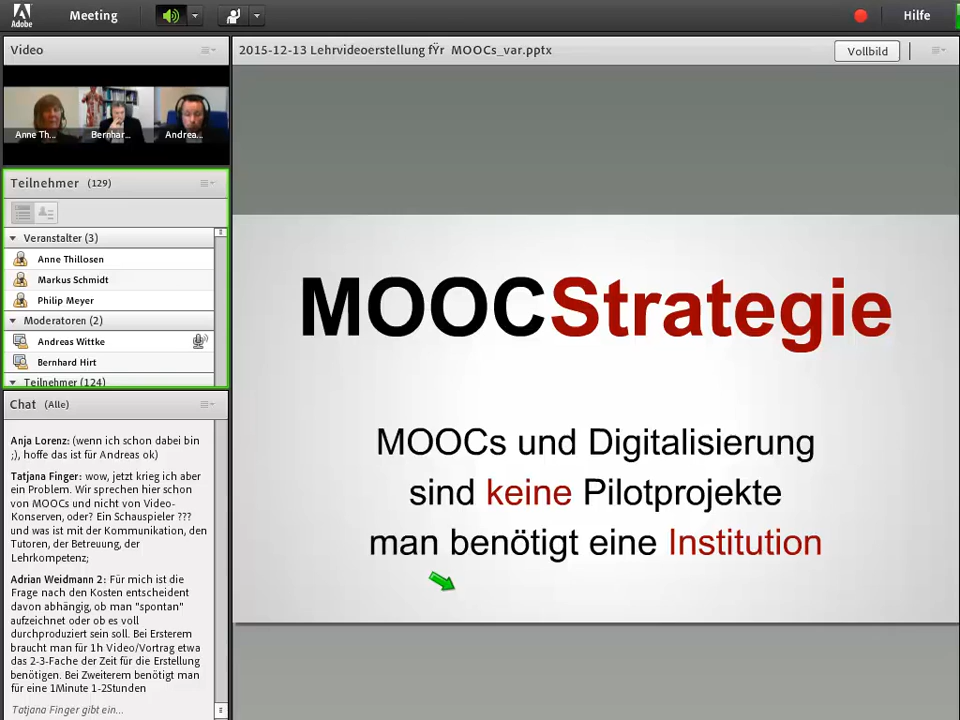 Adobe
Meeting
Hilfe
Video
Anne Th...
Bernhar...
Andrea...
Teilnehmer (129)
Veranstalter (3)
Anne Thillosen
Markus Schmidt
Philip Meyer
Moderatoren (2)
Andreas Wittke
Bernhard Hirt
Teilnehmer (124)
Chat (Alle)
Anja Lorenz: (wenn ich schon dabei bin
;), hoffe das ist für Andreas ok)
Tatjana Finger: wow, jetzt krieg ich aber
ein Problem. Wir sprechen hier schon
von MOOCs und nicht von Video-
Konserven, oder? Ein Schauspieler ???
und was ist mit der Kommunikation, den
Tutoren, der Betreuung, der
Lehrkompetenz;
Adrian Weidmann 2: Für mich ist die
Frage nach den Kosten entscheident
davon abhängig, ob man "spontan"
aufzeichnet oder ob es voll
durchproduziert sein soll. Bei Ersterem
braucht man für 1h Video/Vortrag etwa
das 2-3-Fache der Zeit für die Erstellung
benötigen. Bei Zweiterem benötigt man
für eine 1Minute 1-2Stunden
Tatjana Finger gibt ein...
2015-12-13 Lehrvideoerstellung fŸr MOOCs_var.pptx
Vollbild
MOOCStrategie
MOOCs und Digitalisierung
sind keine Pilotprojekte
man benötigt eine Institution